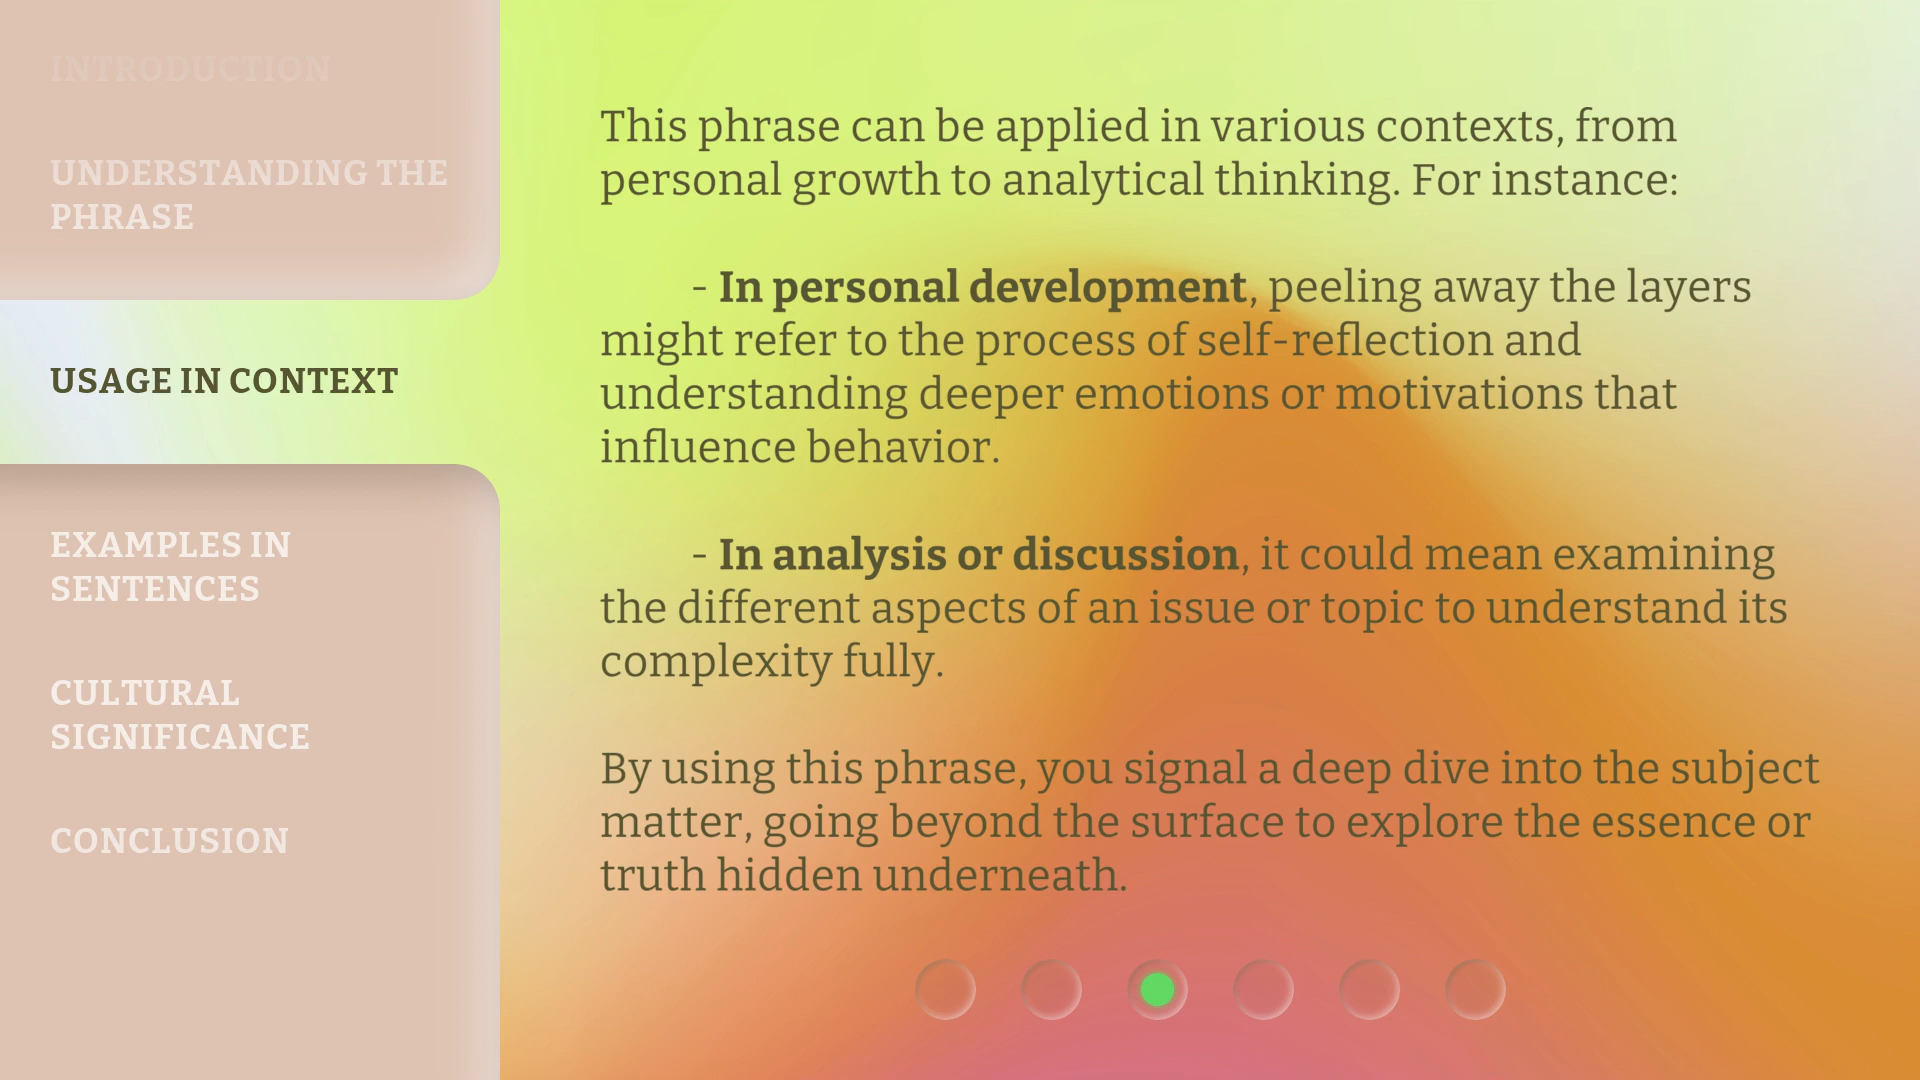 INTRODUCTION
UNDERSTANDING THE
PHRASE
USAGE IN CONTEXT
EXAMPLES IN
SENTENCES
CULTURAL
SIGNIFICANCE
CONCLUSION
This phrase can be applied in various contexts, from
personal growth to analytical thinking. For instance:
- In personal development, peeling away the layers
might refer to the process of self-reflection and
understanding deeper emotions or motivations that
influence behavior.
- In analysis or discussion, it could mean examining
the different aspects of an issue or topic to understand its
complexity fully.
By using this phrase, you signal a deep dive into the subject
matter, going beyond the surface to explore the essence or
truth hidden underneath.